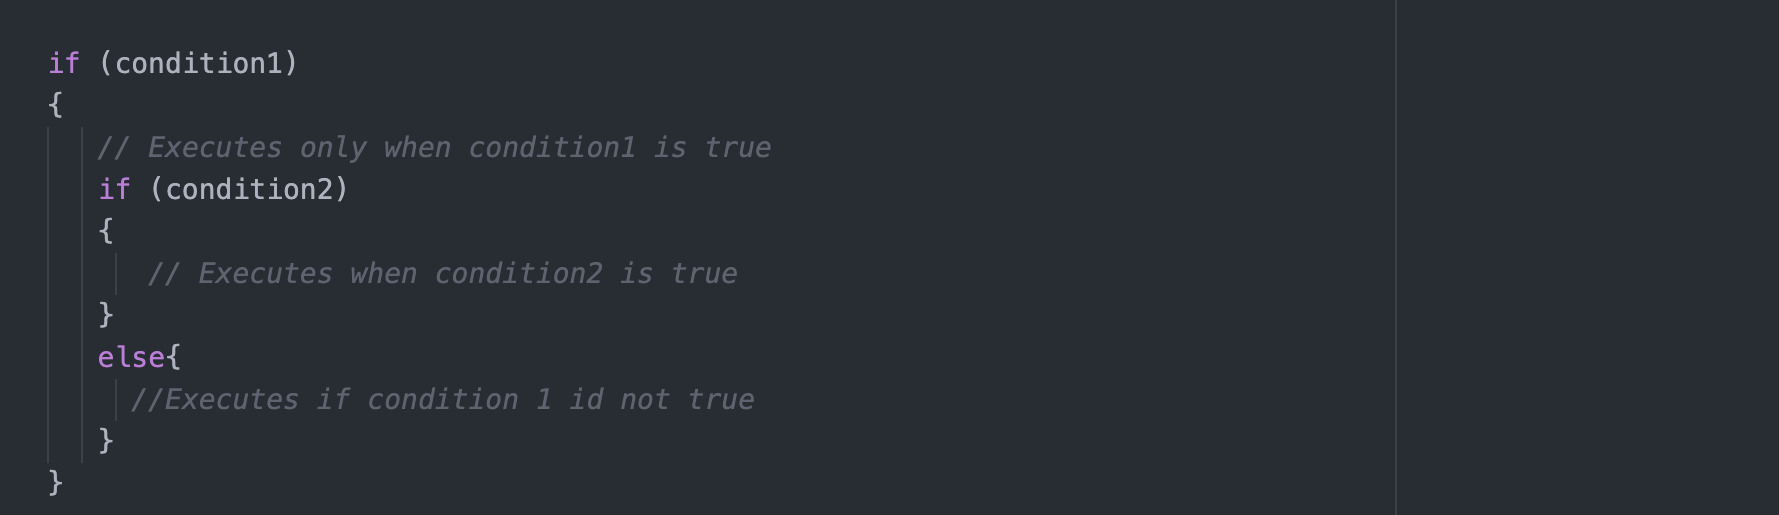 if (condition1)
{
// Executes only when condition1 is true
if (condition2)
{
// Executes when condition2 is true
}
else{
//Executes if condition 1 id not true
}
}